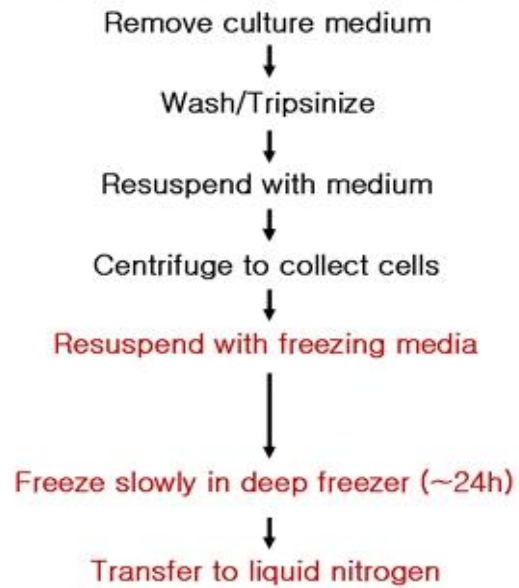 Remove culture medium
Wash/Tripsinize
Resuspend with medium
Centrifuge to collect cells
Resuspend with freezing media
Freeze slowly in deep freezer (~24h)
Transfer to liquid nitrogen